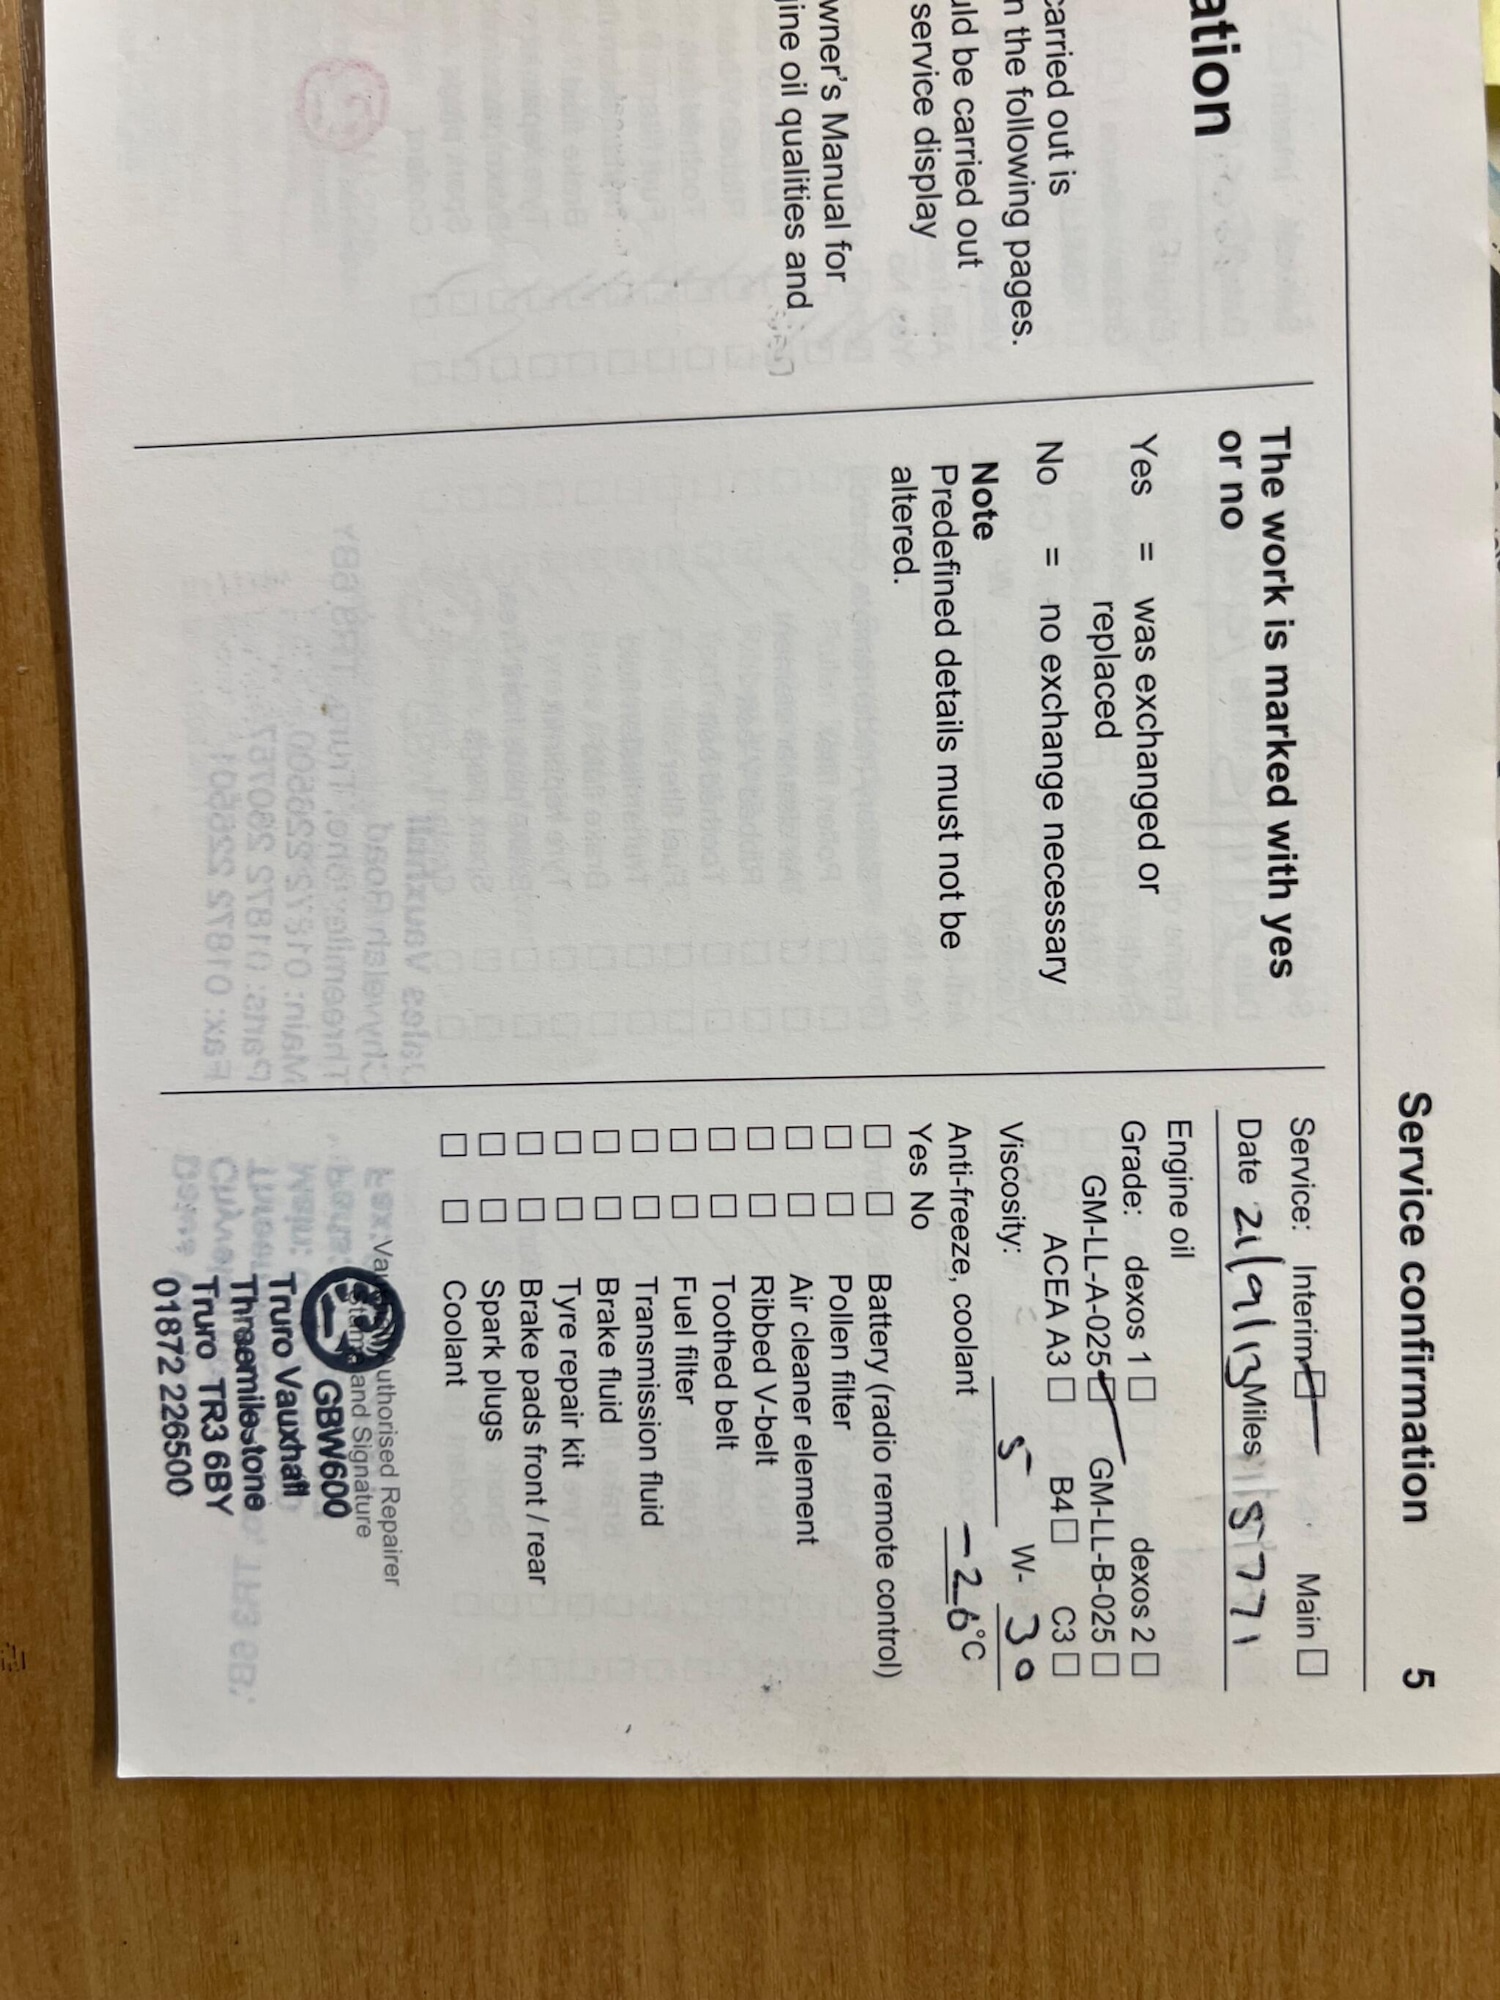 Service confirmation 5
ation
carried out is
n the following pages.
uld be carried out
service display
wner's Manual for
ine oil qualities and
The work is marked with yes
or no
Yes = was exchanged or
replaced
No = no exchange necessary
Note
Predefined details must not be
altered.
Service: Interim Main
Date 21/9/13 Miles 15771
Engine oil
Grade: dexos 1 dexos 2
GM-LL-A-025 GM-LL-B-025
ACEA A3 B4 C3
Viscosity: 5 W- 30
Anti-freeze, coolant -26°C
Yes No
Battery (radio remote control)
Pollen filter
Air cleaner element
Ribbed V-belt
Toothed belt
Fuel filter
Transmission fluid
Brake fluid
Tyre repair kit
Brake pads front / rear
Spark plugs
Coolant
Authorised Repairer
and Signature
GBW600
Truro Vauxhall
Threemilestone
Truro TR3 6BY
01872 226500